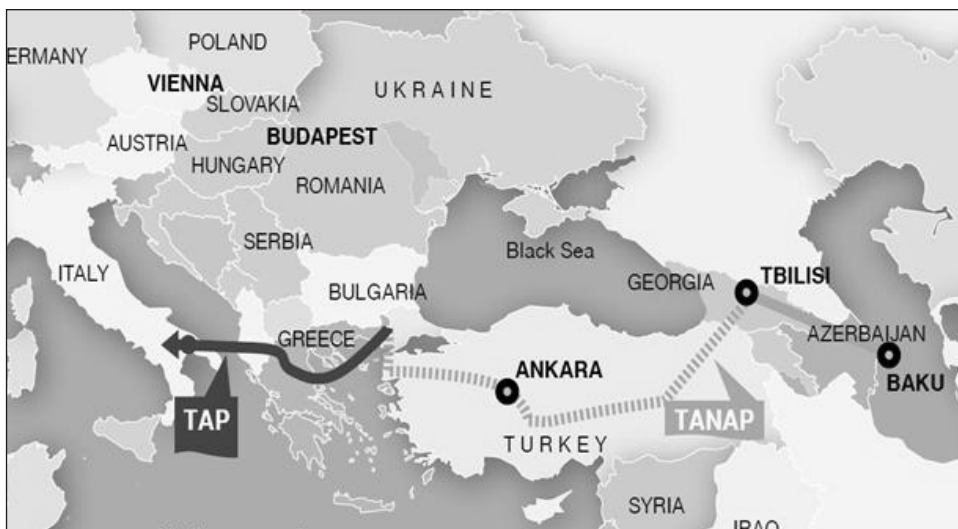 POLAND
ERMANY
VIENNA
UKRAINE
SLOVAKIA
AUSTRIA
BUDAPEST
HUNGARY
ROMANIA
SERBIA
Black Sea
ITALY
GEORGIA
TBILISI
BULGARIA
GREECE
AZERBAIJAN
ANKARA
BAKU
TAP
TANAP
TURKEY
SYRIA
IRAQ